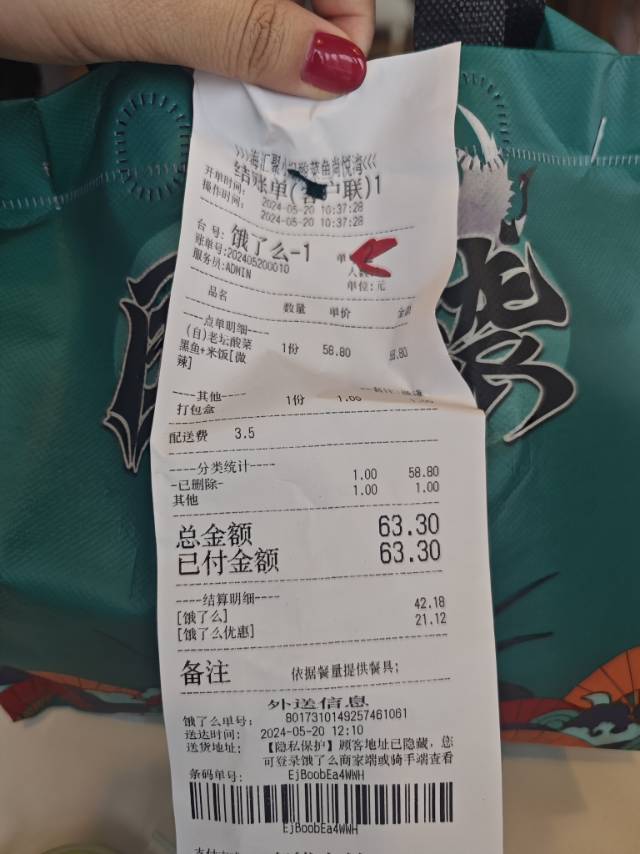 结账单(客户联)1
开单时间: 2024-05-20 10:37:28
操作时间: 2024-05-20 10:37:28
台号: 饿了么-1
账单号:202405200010
服务员:ADMIN
单位:元
品名 数量 单价
----点单明细----
(自)老坛酸菜 1份 58.80
黑鱼+米饭[微
辣]
----其他----
打包盒 1份 1.00
配送费 3.5
-----分类统计----
-已删除- 1.00 58.80
其他 1.00 1.00
总金额 63.30
已付金额 63.30
----结算明细----
[饿了么] 42.18
[饿了么优惠] 21.12
备注 依据餐量提供餐具;
外送信息
饿了么单号: 8017310149257461061
送达时间: 2024-05-20 12:10
送货地址: 【隐私保护】顾客地址已隐藏，您
可登录饿了么商家端或骑手端查看
条码单号: EjBoobEa4WWH
EjBoobEa4WWH